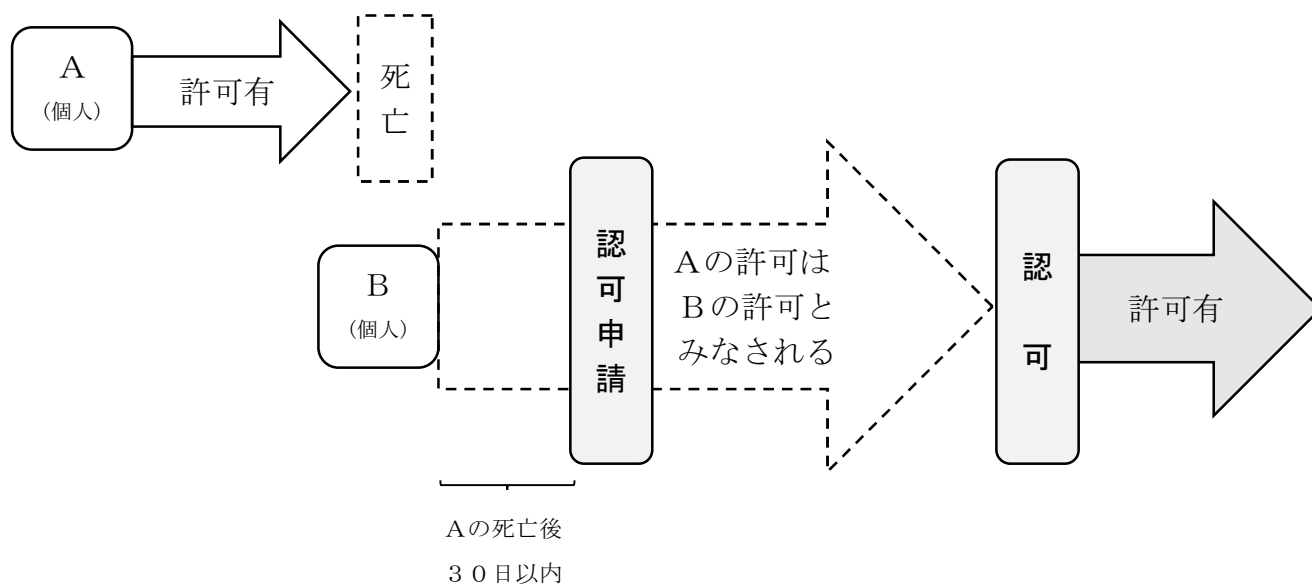 Ａ
（個人）
許可有
死
亡
Ｂ
（個人）
認
可
申
請
Ａの許可は
Ｂの許可と
みなされる
認
可
許可有
Ａの死亡後
３０日以内